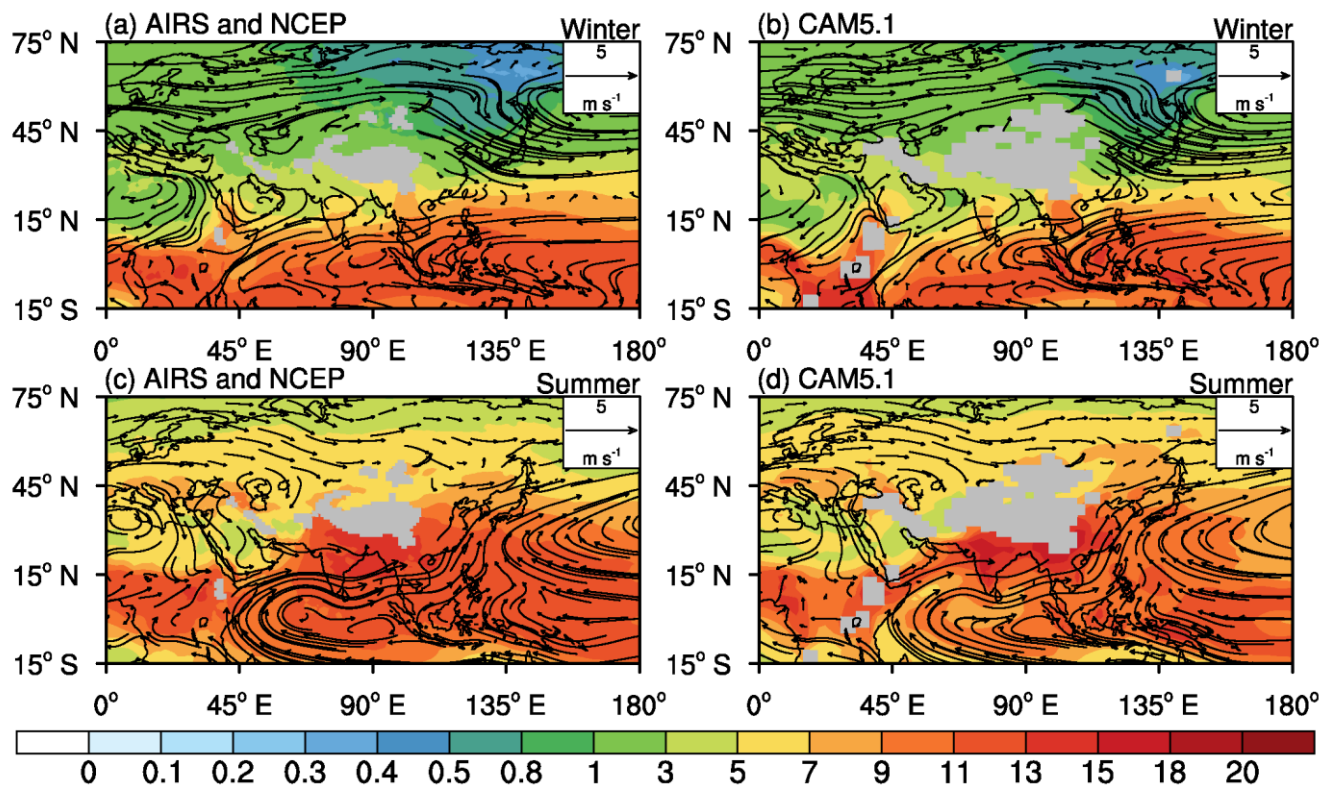 (a) AIRS and NCEP Winter (b) CAM5.1 Winter
75° N 5 75° N 5
m s⁻¹ m s⁻¹
45° N 45° N
15° N 15° N
15° S 15° S
0° 45° E 90° E 135° E 180° 0° 45° E 90° E 135° E 180°
(c) AIRS and NCEP Summer (d) CAM5.1 Summer
75° N 5 75° N 5
m s⁻¹ m s⁻¹
45° N 45° N
15° N 15° N
15° S 15° S
0° 45° E 90° E 135° E 180° 0° 45° E 90° E 135° E 180°
0 0.1 0.2 0.3 0.4 0.5 0.8 1 3 5 7 9 11 13 15 18 20